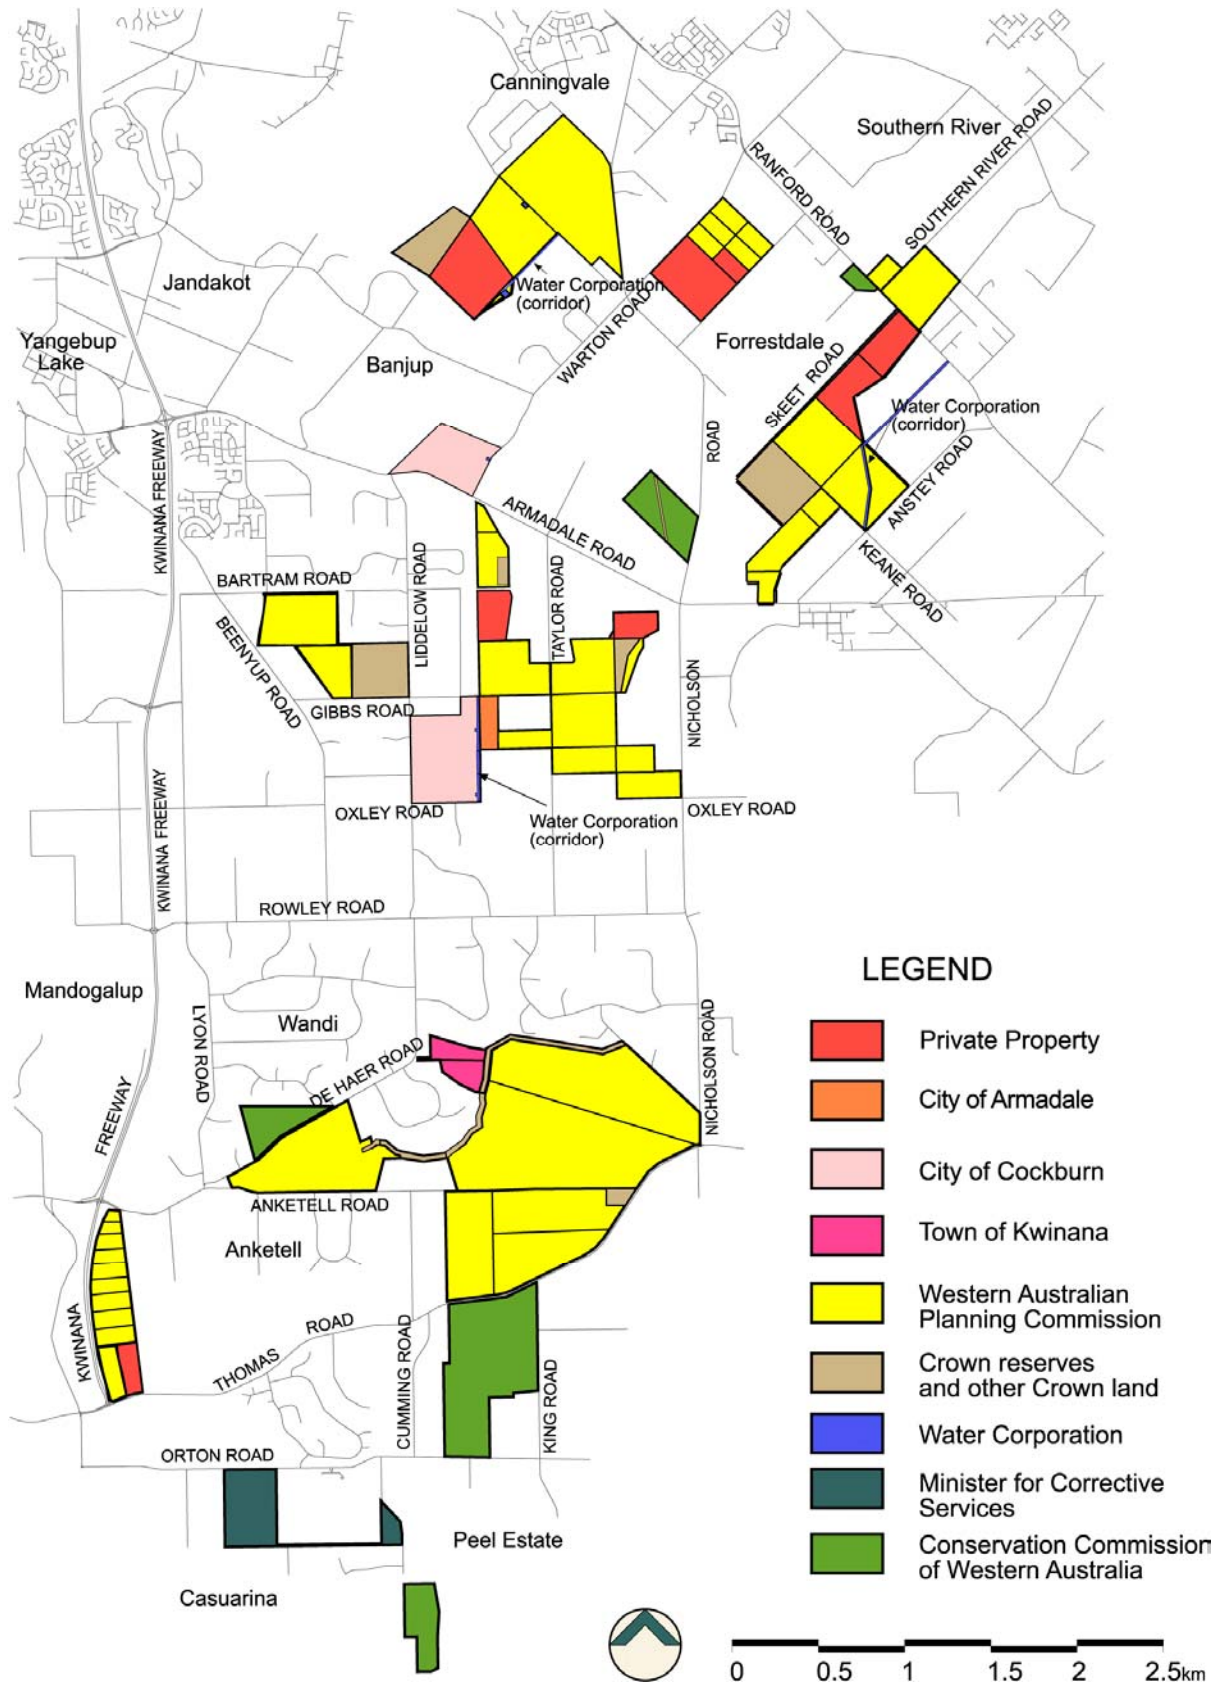 Canningvale
Southern River
SOUTHERN RIVER ROAD
RANFORD ROAD
Jandakot
Water Corporation
(corridor)
WARTON ROAD
Yangebup
Lake
Banjup
Forrestdale
SKEET ROAD
Water Corporation
(corridor)
ROAD
ANSTEY ROAD
KWINANA FREEWAY
ARMADALE ROAD
KEANE ROAD
BARTRAM ROAD
LIDDELOW ROAD
TAYLOR ROAD
BEENYUP ROAD
GIBBS ROAD
NICHOLSON
KWINANA FREEWAY
OXLEY ROAD
Water Corporation
(corridor)
OXLEY ROAD
ROWLEY ROAD
Mandogalup
LYON ROAD
Wandi
DE HAER ROAD
NICHOLSON ROAD
FREEWAY
ANKETELL ROAD
Anketell
KWINANA
THOMAS
ROAD
CUMMING ROAD
KING ROAD
ORTON ROAD
Peel Estate
Casuarina
LEGEND
Private Property
City of Armadale
City of Cockburn
Town of Kwinana
Western Australian
Planning Commission
Crown reserves
and other Crown land
Water Corporation
Minister for Corrective
Services
Conservation Commission
of Western Australia
0 0.5 1 1.5 2 2.5km